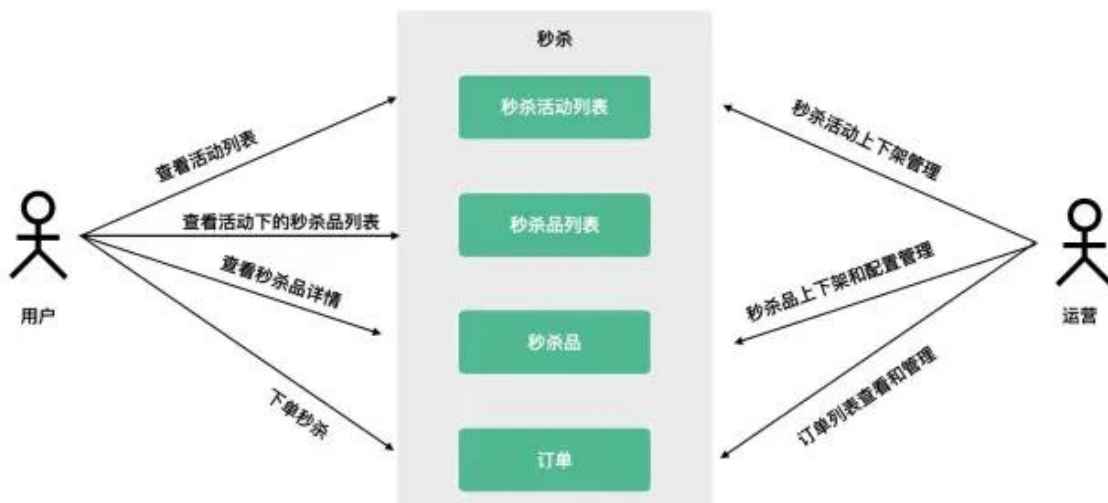 秒杀
秒杀活动列表
秒杀活动上下架管理
查看活动列表
查看活动下的秒杀品列表
秒杀品列表
查看秒杀品详情
秒杀品上下架和配置管理
用户
运营
秒杀品
下单秒杀
订单列表查看和管理
订单